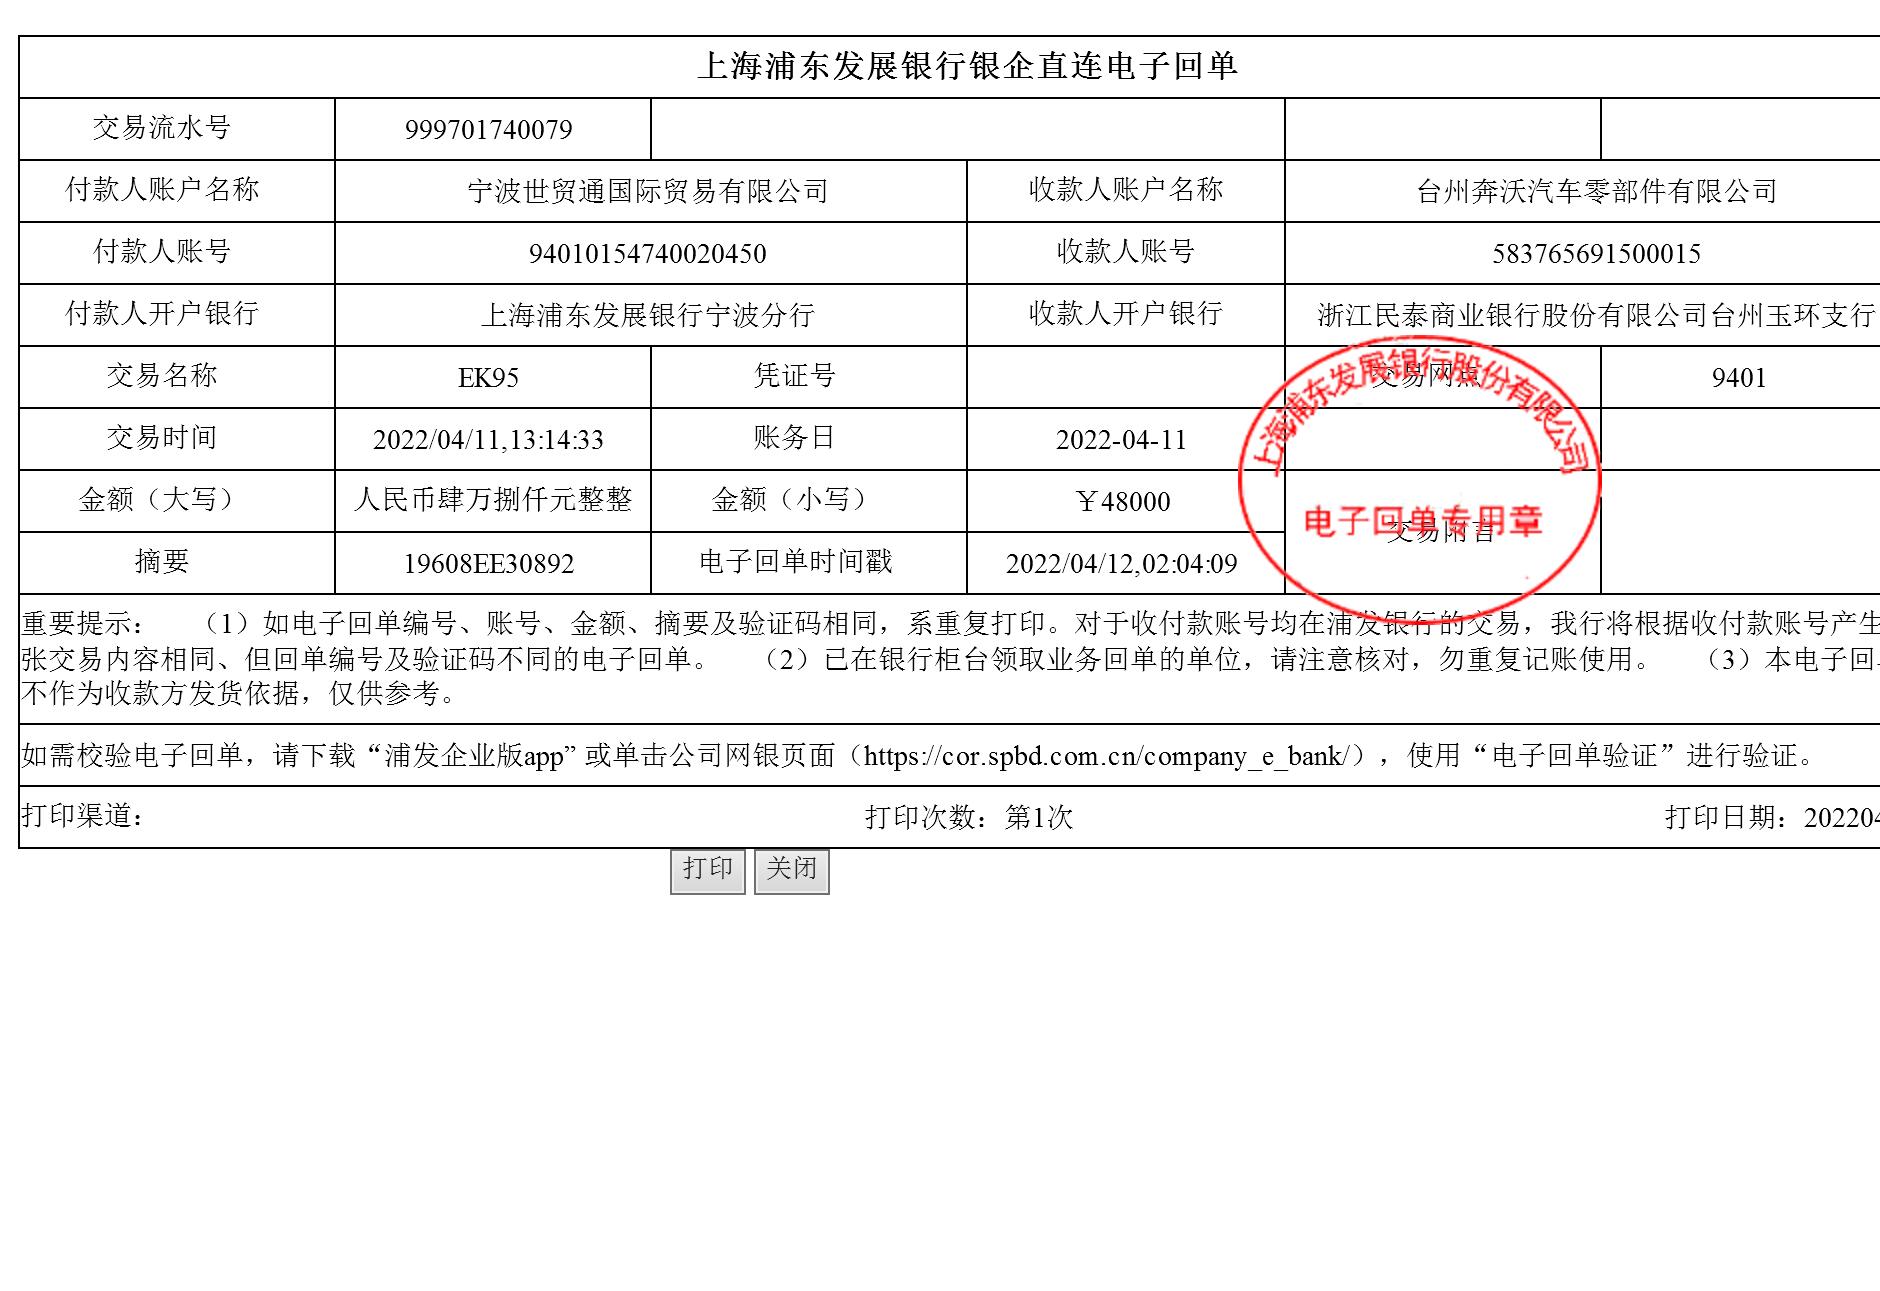 上海浦东发展银行银企直连电子回单
交易流水号 999701740079
付款人账户名称 宁波世贸通国际贸易有限公司 收款人账户名称 台州奔沃汽车零部件有限公司
付款人账号 94010154740020450 收款人账号 583765691500015
付款人开户银行 上海浦东发展银行宁波分行 收款人开户银行 浙江民泰商业银行股份有限公司台州玉环支行
交易名称 EK95 凭证号 交易网点 9401
交易时间 2022/04/11,13:14:33 账务日 2022-04-11
金额（大写） 人民币肆万捌仟元整整 金额（小写） ￥48000
交易附言
摘要 19608EE30892 电子回单时间戳 2022/04/12,02:04:09
上海浦东发展银行股份有限公司
电子回单专用章
重要提示： （1）如电子回单编号、账号、金额、摘要及验证码相同，系重复打印。对于收付款账号均在浦发银行的交易，我行将根据收付款账号产生
张交易内容相同、但回单编号及验证码不同的电子回单。 （2）已在银行柜台领取业务回单的单位，请注意核对，勿重复记账使用。 （3）本电子回
不作为收款方发货依据，仅供参考。
如需校验电子回单，请下载“浦发企业版app” 或单击公司网银页面（https://cor.spbd.com.cn/company_e_bank/），使用“电子回单验证”进行验证。
打印渠道： 打印次数：第1次 打印日期：202204
打印 关闭